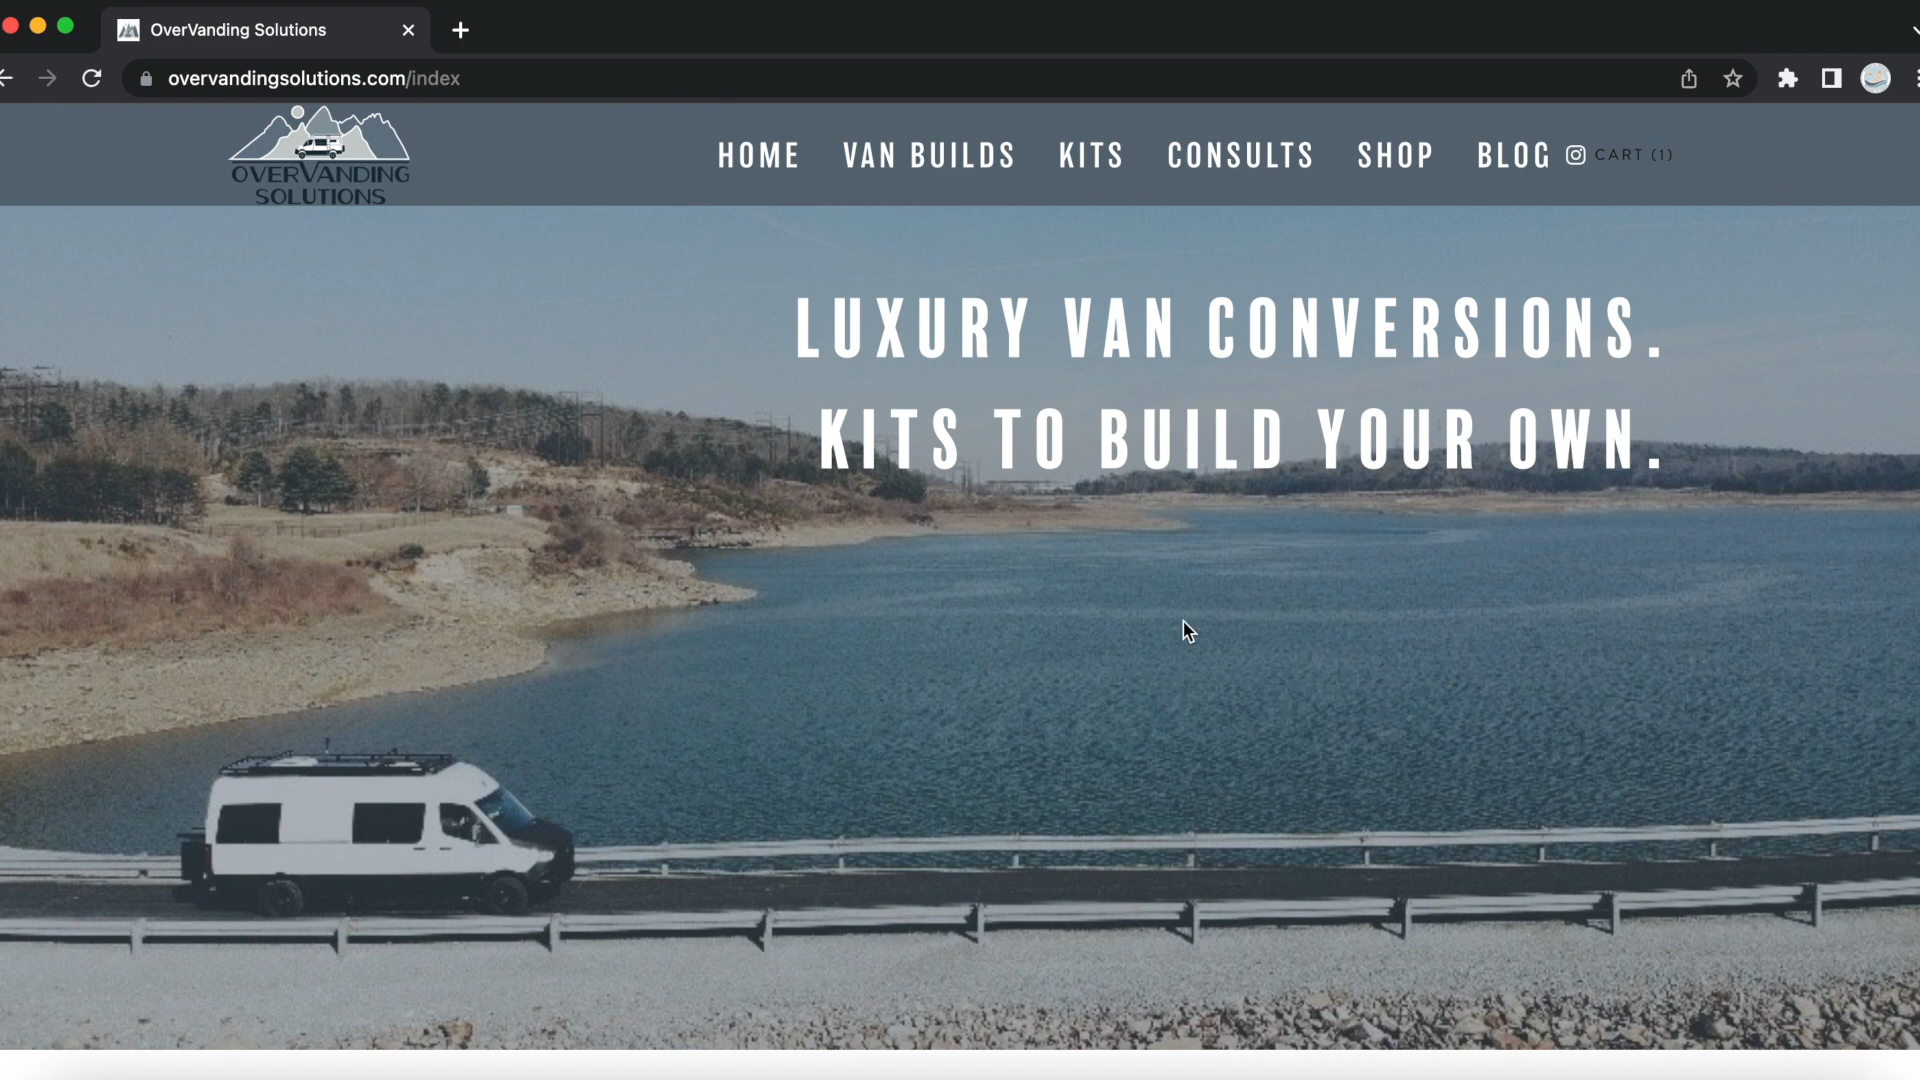 OverVanding Solutions
overvandingsolutions.com/index
OVERVANDING
SOLUTIONS
HOME VAN BUILDS KITS CONSULTS SHOP BLOG CART (1)
LUXURY VAN CONVERSIONS.
KITS TO BUILD YOUR OWN.